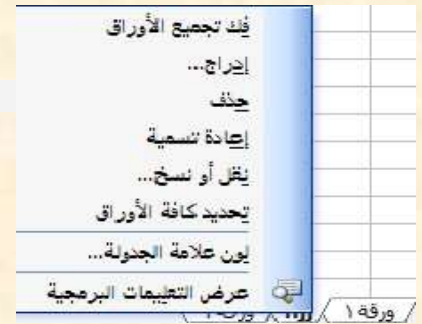 فك تجميع الأوراق
إدراج...
حذف
إعادة تسمية
نقل أو نسخ...
تحديد كافة الأوراق
لون علامة الجدولة...
عرض التعليمات البرمجية
ورقة ١